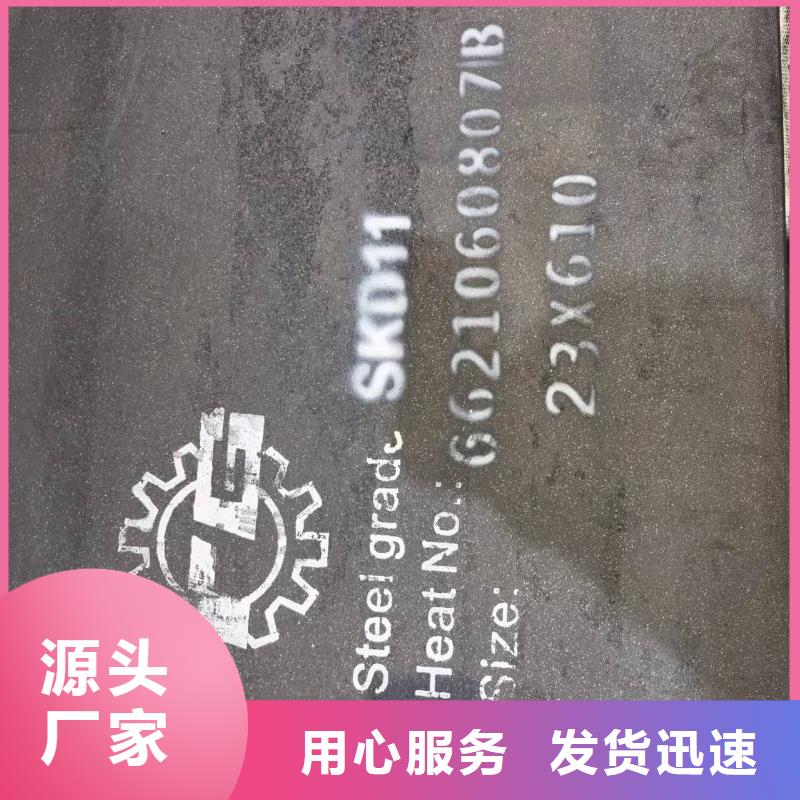 Steel grade SKD11
Heat No.: 6621060807B
Size: 23X610
源头
厂家
用心服务 发货迅速